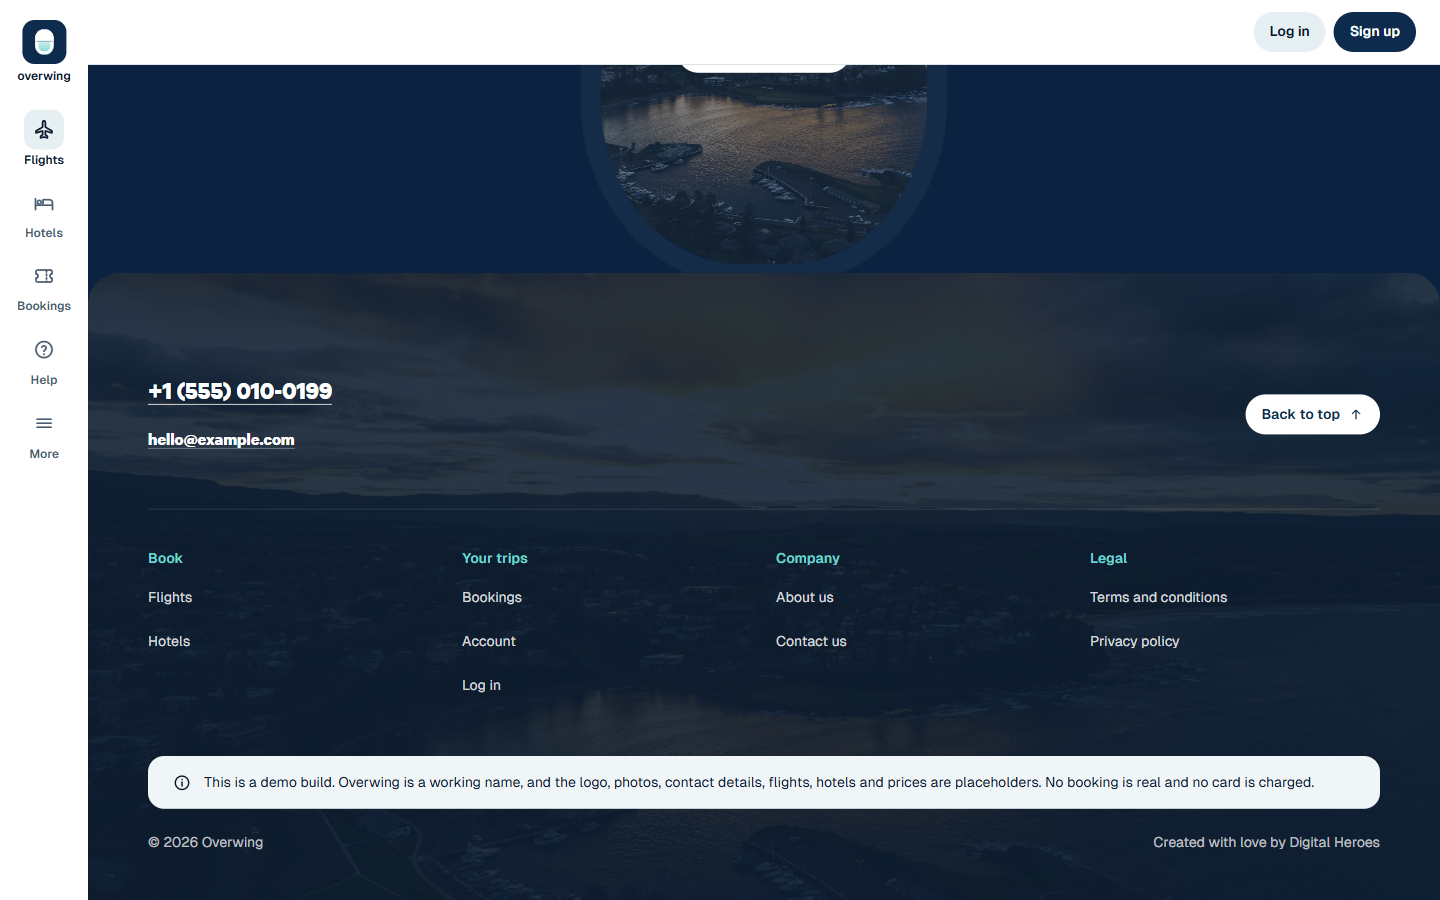 Log in
Sign up
overwing
Flights
Hotels
Bookings
Help
More
+1 (555) 010-0199
hello@example.com
Back to top
Book
Flights
Hotels
Your trips
Bookings
Account
Log in
Company
About us
Contact us
Legal
Terms and conditions
Privacy policy
This is a demo build. Overwing is a working name, and the logo, photos, contact details, flights, hotels and prices are placeholders. No booking is real and no card is charged.
© 2026 Overwing
Created with love by Digital Heroes